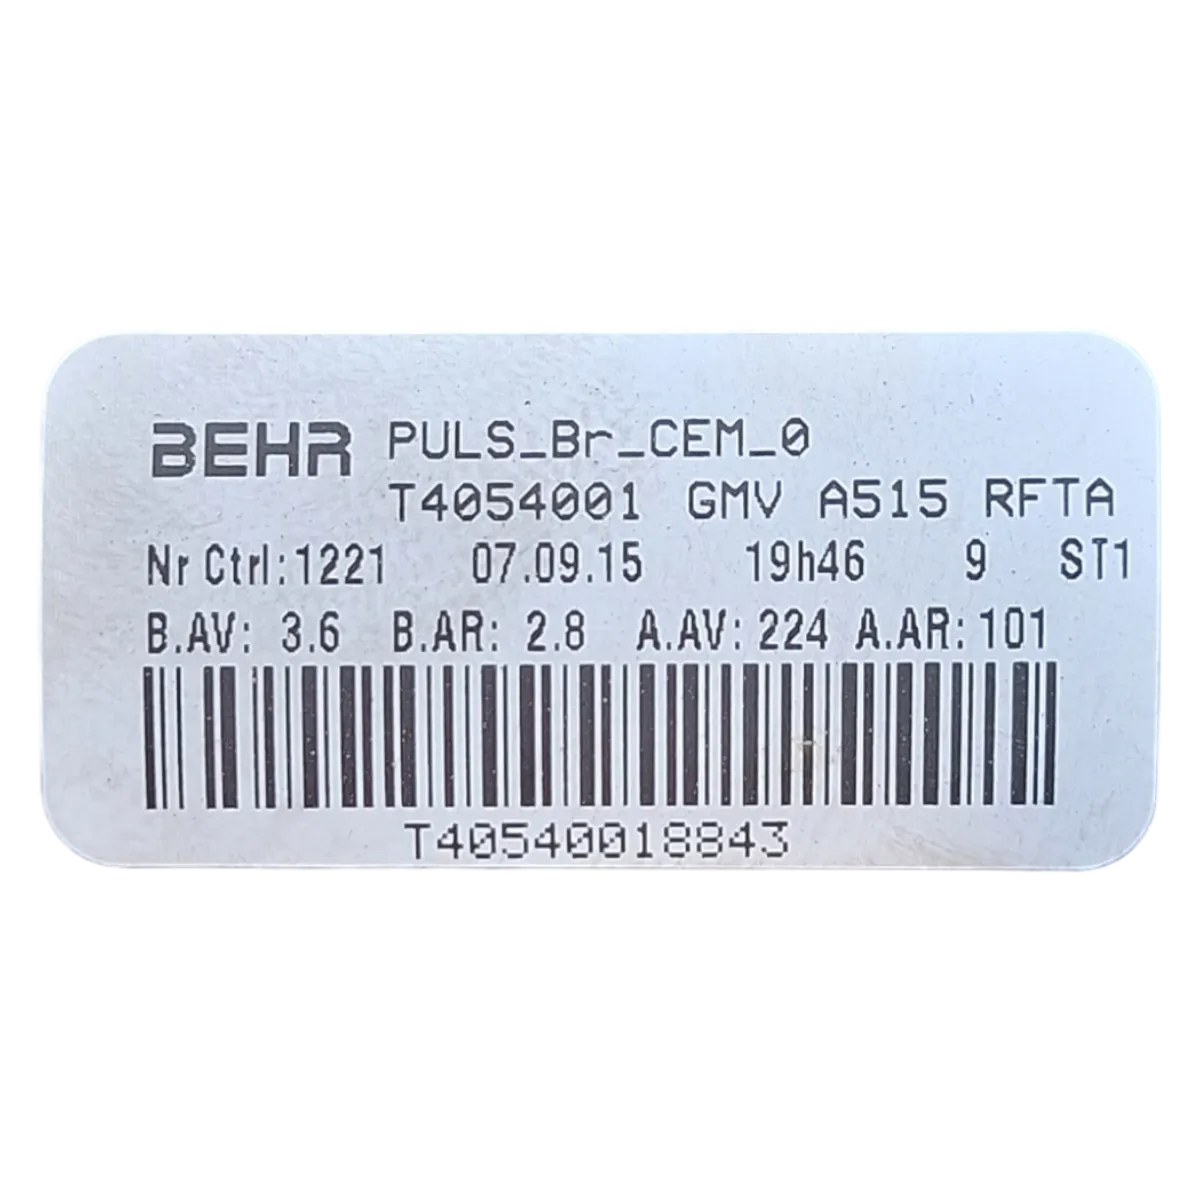 BEHR PULS_Br_CEM_0
T4054001 GMV A515 RFTA
Nr Ctrl:1221 07.09.15 19h46 9 ST1
B.AV: 3.6 B.AR: 2.8 A.AV: 224 A.AR: 101
T40540018843